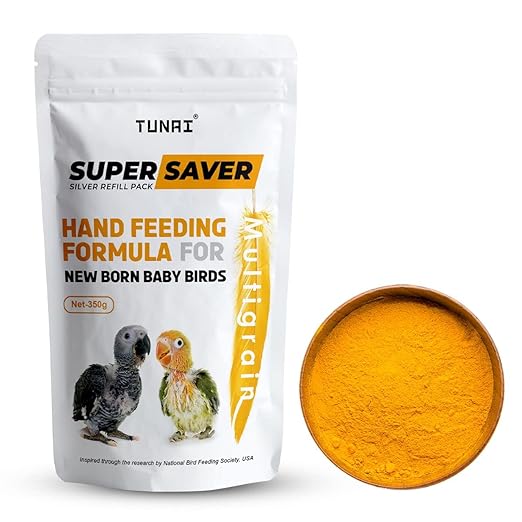 TUNAI®
SUPER SAVER
SILVER REFILL PACK
HAND FEEDING
FORMULA FOR
NEW BORN BABY BIRDS
Net-350g
Multigrain
Inspired through the research by National Bird Feeding Society, USA